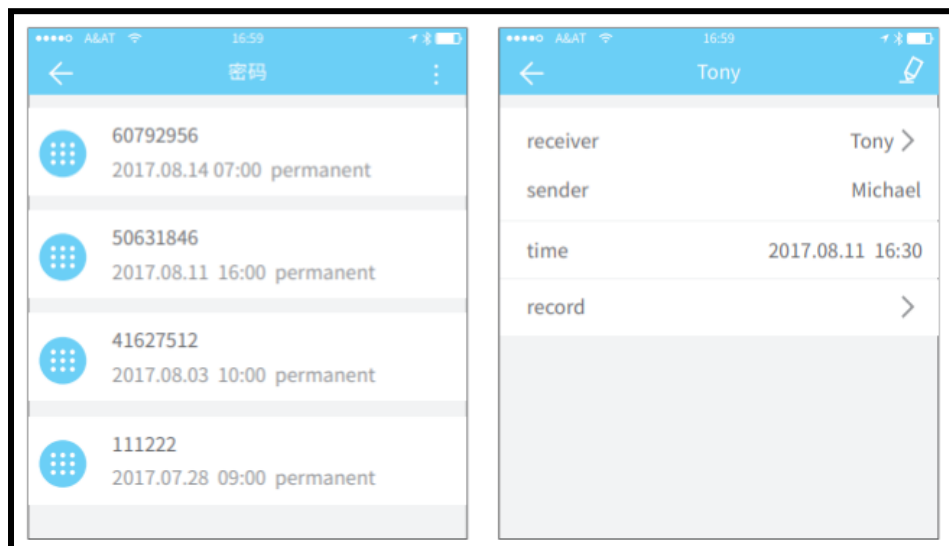 A&AT 16:59
密码
60792956
2017.08.14 07:00 permanent
50631846
2017.08.11 16:00 permanent
41627512
2017.08.03 10:00 permanent
111222
2017.07.28 09:00 permanent
A&AT 16:59
Tony
receiver Tony
sender Michael
time 2017.08.11 16:30
record